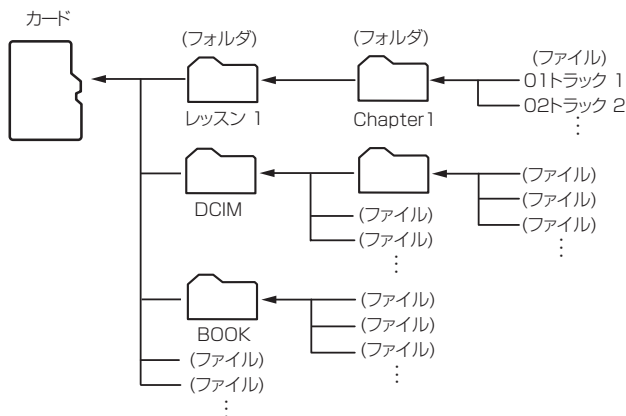 カード
(フォルダ)
(フォルダ)
(ファイル)
01トラック 1
02トラック 2
⋮
レッスン 1
Chapter1
DCIM
(ファイル)
(ファイル)
⋮
(ファイル)
(ファイル)
(ファイル)
⋮
BOOK
(ファイル)
(ファイル)
(ファイル)
⋮
(ファイル)
(ファイル)
⋮